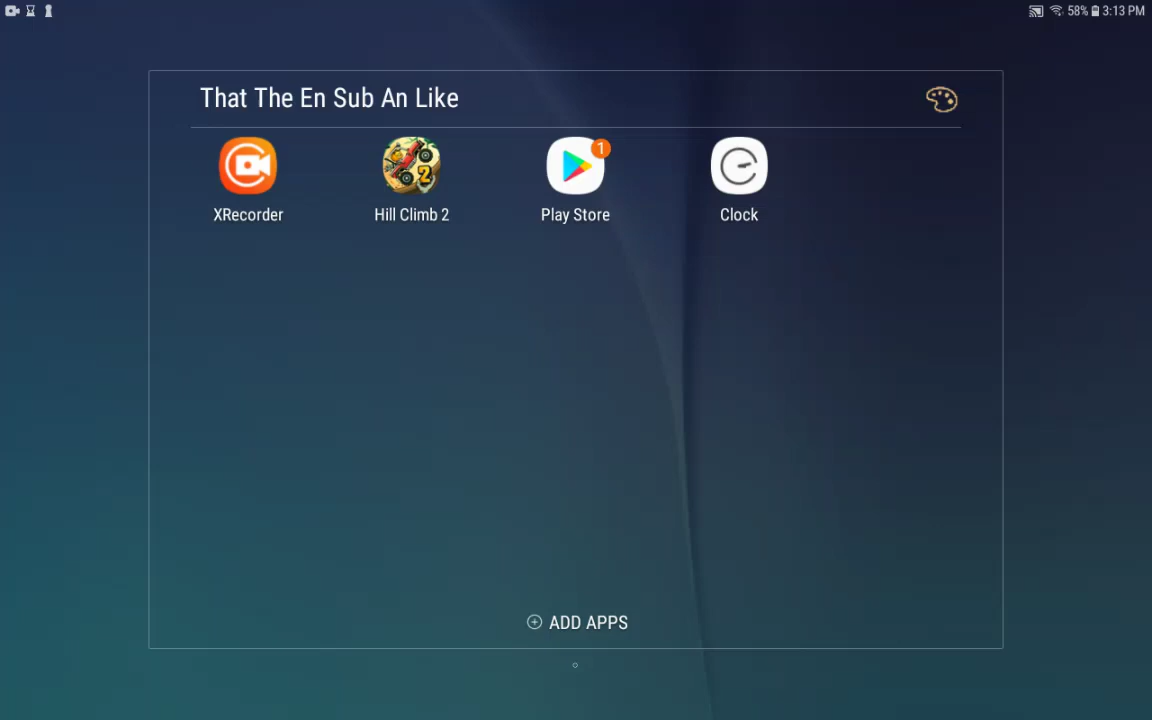 58% 3:13 PM
That The En Sub An Like
1
2
XRecorder
Hill Climb 2
Play Store
Clock
ADD APPS